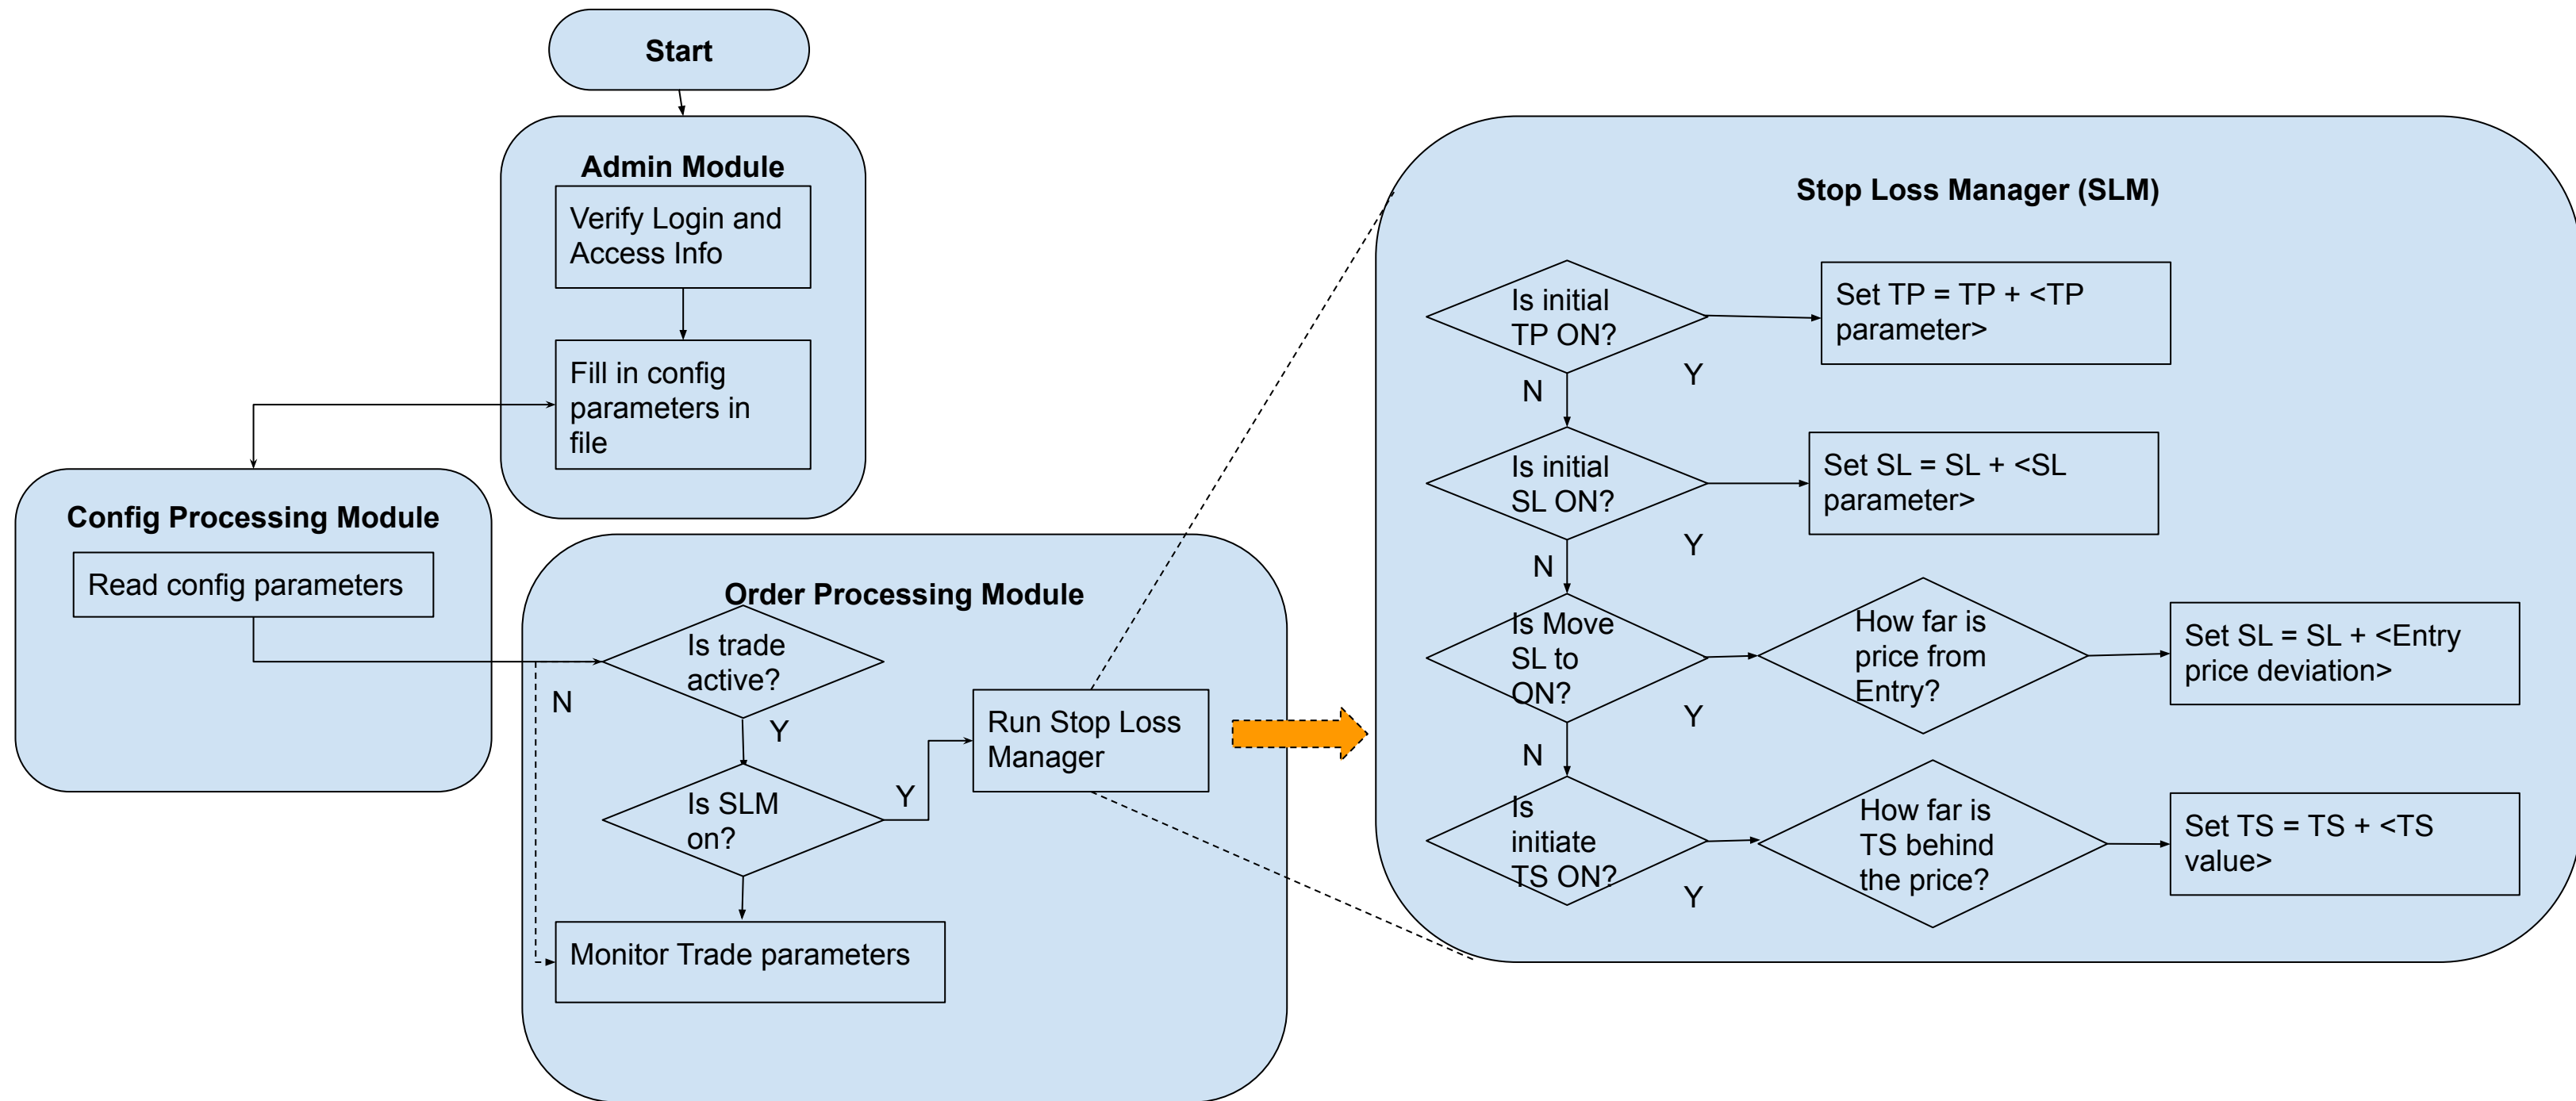 Start
Admin Module
Verify Login and
Access Info
Fill in config
parameters in
file
Config Processing Module
Read config parameters
Order Processing Module
Is trade
active?
N
Y
Is SLM
on?
Y
Run Stop Loss
Manager
Monitor Trade parameters
Stop Loss Manager (SLM)
Is initial
TP ON?
Y
N
Set TP = TP + <TP
parameter>
Is initial
SL ON?
Y
N
Set SL = SL + <SL
parameter>
Is Move
SL to
ON?
Y
N
How far is
price from
Entry?
Set SL = SL + <Entry
price deviation>
Is
initiate
TS ON?
Y
How far is
TS behind
the price?
Set TS = TS + <TS
value>